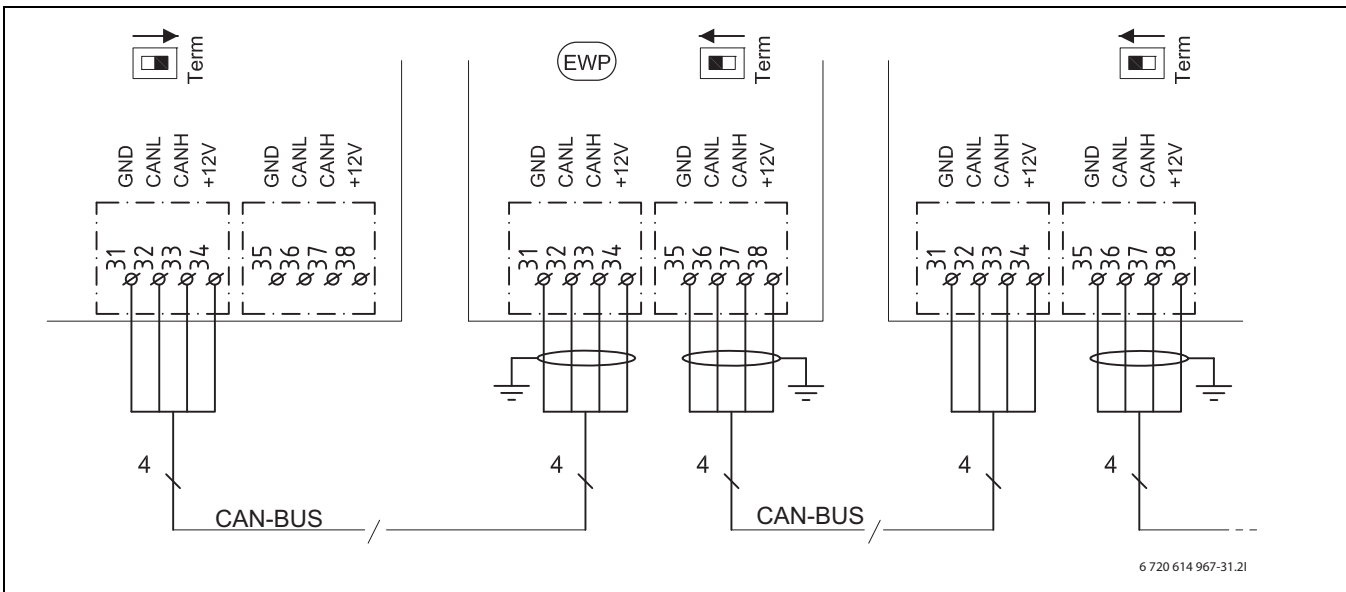 Term
EWP
Term
Term
GND
CANL
CANH
+12V
GND
CANL
CANH
+12V
GND
CANL
CANH
+12V
GND
CANL
CANH
+12V
GND
CANL
CANH
+12V
GND
CANL
CANH
+12V
31
32
33
34
35
36
37
38
31
32
33
34
35
36
37
38
31
32
33
34
35
36
37
38
4
4
4
4
4
CAN-BUS
CAN-BUS
6 720 614 967-31.2I